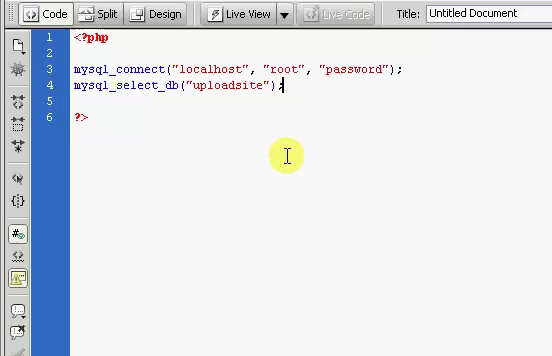 Code Split Live View Live Code Title: Untitled Document
1 <?php
2
3 mysql_connect("localhost", "root", "password");
4 mysql_select_db("uploadsite");
5
6 ?>